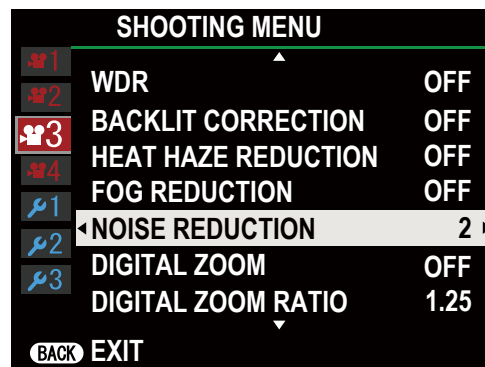 SHOOTING MENU
1
2
3
4
1
2
3
WDR OFF
BACKLIT CORRECTION OFF
HEAT HAZE REDUCTION OFF
FOG REDUCTION OFF
NOISE REDUCTION 2
DIGITAL ZOOM OFF
DIGITAL ZOOM RATIO 1.25
BACK EXIT